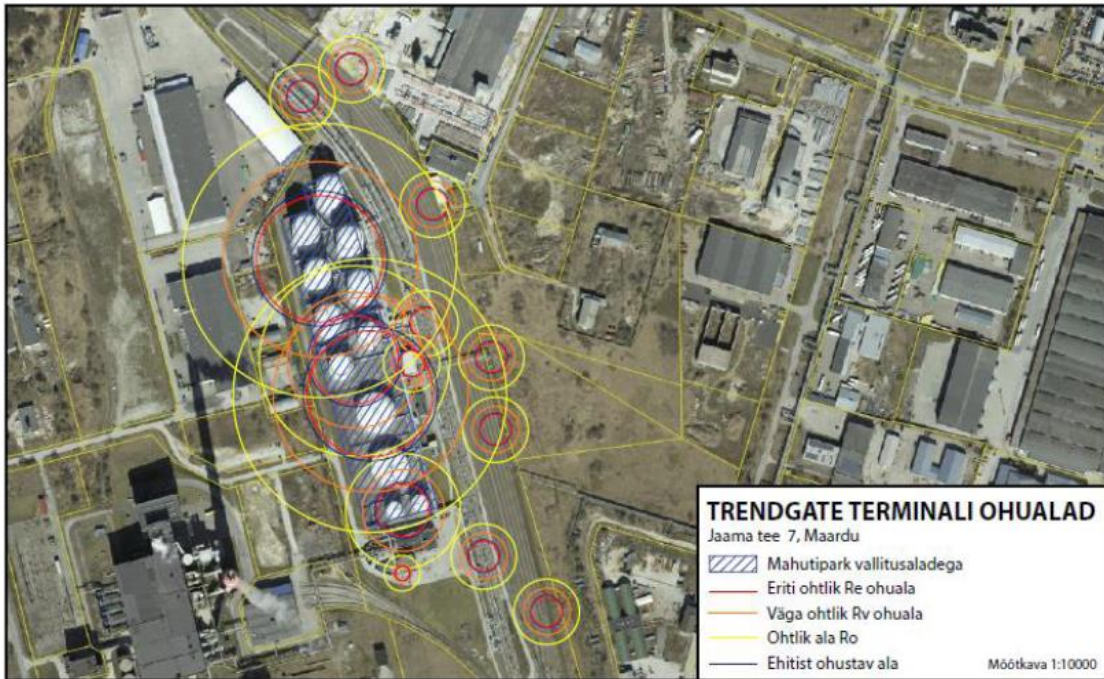 TRENDGATE TERMINALI OHUALAD
Jaama tee 7, Maardu
Mahutipark vallitusaladega
Eriti ohtlik Re ohuala
Väga ohtlik Rv ohuala
Ohtlik ala Ro
Ehitist ohustav ala
Mõõtkava 1:10000